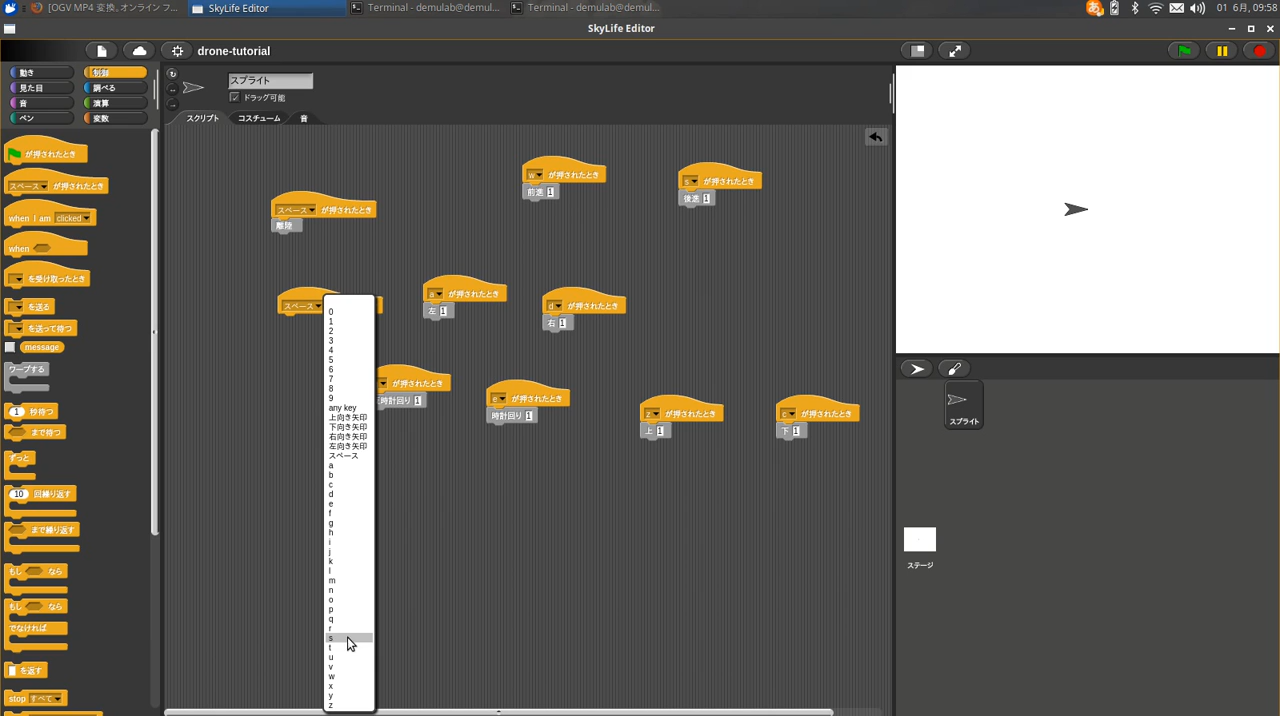 [OGV MP4 変換。オンライン フ...
SkyLife Editor
Terminal – demulab@demul...
Terminal – demulab@demul...
あ
01 6月, 09:58
SkyLife Editor
drone-tutorial
動き
制御
見た目
調べる
音
演算
ペン
変数
スプライト
ドラッグ可能
スクリプト
コスチューム
音
が押されたとき
スペース が押されたとき
when I am clicked
when
を受け取ったとき
を送る
を送って待つ
message
ワープする
1 秒待つ
まで待つ
ずっと
10 回繰り返す
まで繰り返す
もし なら
もし なら
でなければ
を返す
stop すべて
スペース が押されたとき
離陸
w が押されたとき
前進 1
s が押されたとき
後進 1
スペース
a が押されたとき
左 1
d が押されたとき
右 1
が押されたとき
時計回り 1
e が押されたとき
時計回り 1
z が押されたとき
上 1
c が押されたとき
下 1
0
1
2
3
4
5
6
7
8
9
any key
上向き矢印
下向き矢印
右向き矢印
左向き矢印
スペース
a
b
c
d
e
f
g
h
i
j
k
l
m
n
o
p
q
r
s
t
u
v
w
x
y
z
スプライト
ステージ